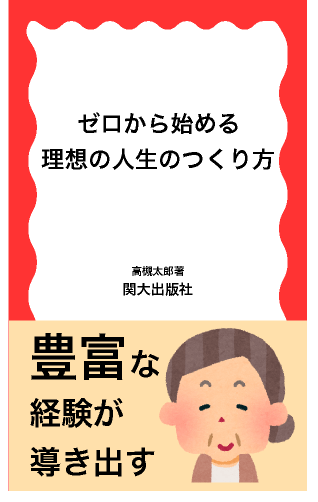 ゼロから始める
理想の人生のつくり方
高槻太郎著
関大出版社
豊富な
経験が
導き出す